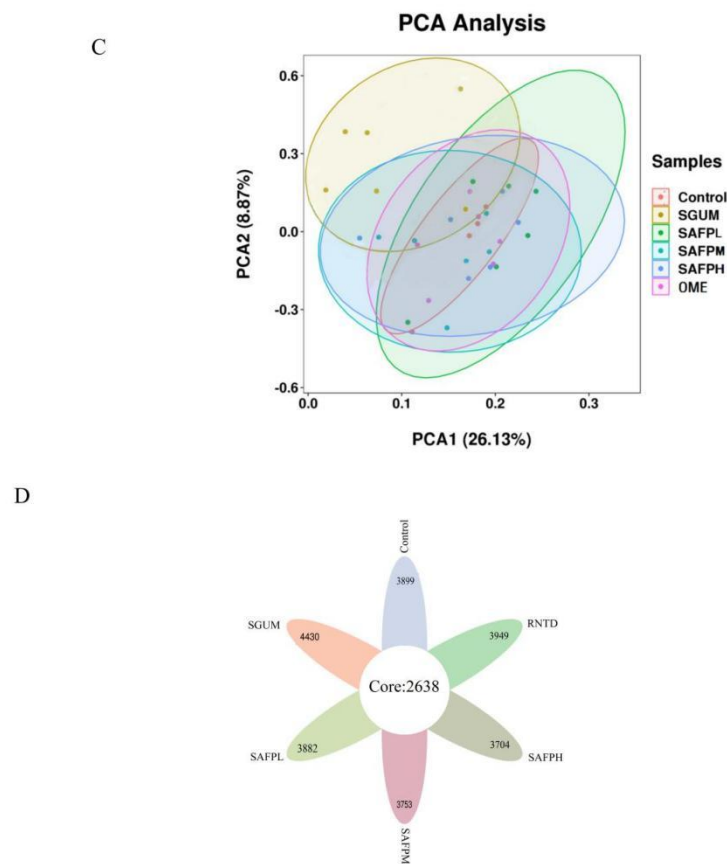 C
PCA Analysis
0.6
0.3
0.0
-0.3
-0.6
PCA2 (8.87%)
0.0 0.1 0.2 0.3
PCA1 (26.13%)
Samples
Control
SGUM
SAFPL
SAFPM
SAFPH
OME
D
Control
3899
SGUM
4430
RNTD
3949
Core:2638
SAFPL
3882
SAFPH
3704
3753
SAFPM